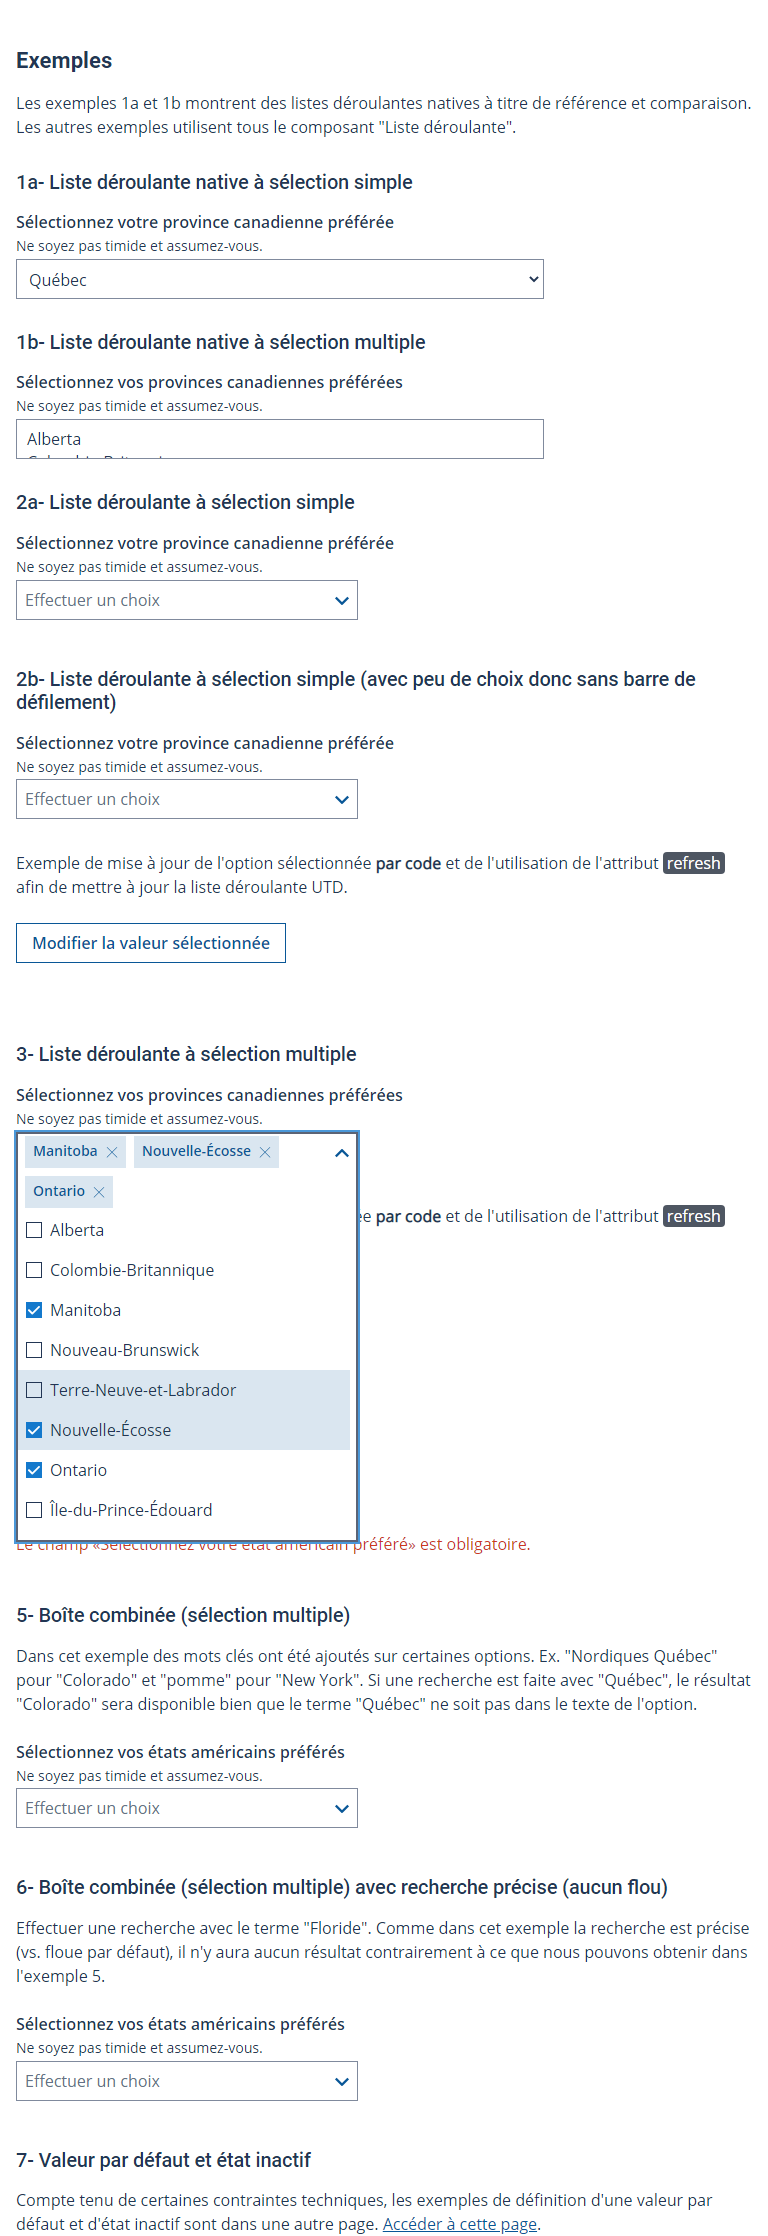 Exemples
Les exemples 1a et 1b montrent des listes déroulantes natives à titre de référence et comparaison.
Les autres exemples utilisent tous le composant "Liste déroulante".
1a- Liste déroulante native à sélection simple
Sélectionnez votre province canadienne préférée
Ne soyez pas timide et assumez-vous.
Québec
1b- Liste déroulante native à sélection multiple
Sélectionnez vos provinces canadiennes préférées
Ne soyez pas timide et assumez-vous.
Alberta
2a- Liste déroulante à sélection simple
Sélectionnez votre province canadienne préférée
Ne soyez pas timide et assumez-vous.
Effectuer un choix
2b- Liste déroulante à sélection simple (avec peu de choix donc sans barre de
défilement)
Sélectionnez votre province canadienne préférée
Ne soyez pas timide et assumez-vous.
Effectuer un choix
Exemple de mise à jour de l'option sélectionnée par code et de l'utilisation de l'attribut refresh
afin de mettre à jour la liste déroulante UTD.
Modifier la valeur sélectionnée
3- Liste déroulante à sélection multiple
Sélectionnez vos provinces canadiennes préférées
Ne soyez pas timide et assumez-vous.
Manitoba Nouvelle-Écosse
Ontario
par code et de l'utilisation de l'attribut refresh
Alberta
Colombie-Britannique
Manitoba
Nouveau-Brunswick
Terre-Neuve-et-Labrador
Nouvelle-Écosse
Ontario
Île-du-Prince-Édouard
Le champ «Sélectionnez votre état américain préféré» est obligatoire.
5- Boîte combinée (sélection multiple)
Dans cet exemple des mots clés ont été ajoutés sur certaines options. Ex. "Nordiques Québec"
pour "Colorado" et "pomme" pour "New York". Si une recherche est faite avec "Québec", le résultat
"Colorado" sera disponible bien que le terme "Québec" ne soit pas dans le texte de l'option.
Sélectionnez vos états américains préférés
Ne soyez pas timide et assumez-vous.
Effectuer un choix
6- Boîte combinée (sélection multiple) avec recherche précise (aucun flou)
Effectuer une recherche avec le terme "Floride". Comme dans cet exemple la recherche est précise
(vs. floue par défaut), il n'y aura aucun résultat contrairement à ce que nous pouvons obtenir dans
l'exemple 5.
Sélectionnez vos états américains préférés
Ne soyez pas timide et assumez-vous.
Effectuer un choix
7- Valeur par défaut et état inactif
Compte tenu de certaines contraintes techniques, les exemples de définition d'une valeur par
défaut et d'état inactif sont dans une autre page. Accéder à cette page.